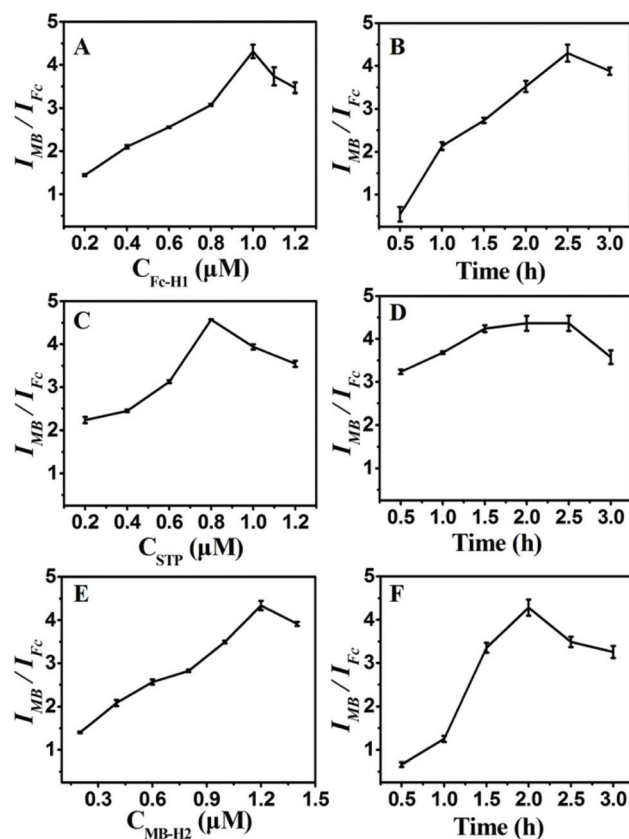 A
I_MB / I_Fc
5
4
3
2
1
0.2 0.4 0.6 0.8 1.0 1.2
C_Fc-H1 (μM)
B
I_MB / I_Fc
5
4
3
2
1
0.5 1.0 1.5 2.0 2.5 3.0
Time (h)
C
I_MB / I_Fc
5
4
3
2
1
0.2 0.4 0.6 0.8 1.0 1.2
C_STP (μM)
D
I_MB / I_Fc
5
4
3
2
1
0.5 1.0 1.5 2.0 2.5 3.0
Time (h)
E
I_MB / I_Fc
5
4
3
2
1
0.3 0.6 0.9 1.2 1.5
C_MB-H2 (μM)
F
I_MB / I_Fc
5
4
3
2
1
0.5 1.0 1.5 2.0 2.5 3.0
Time (h)